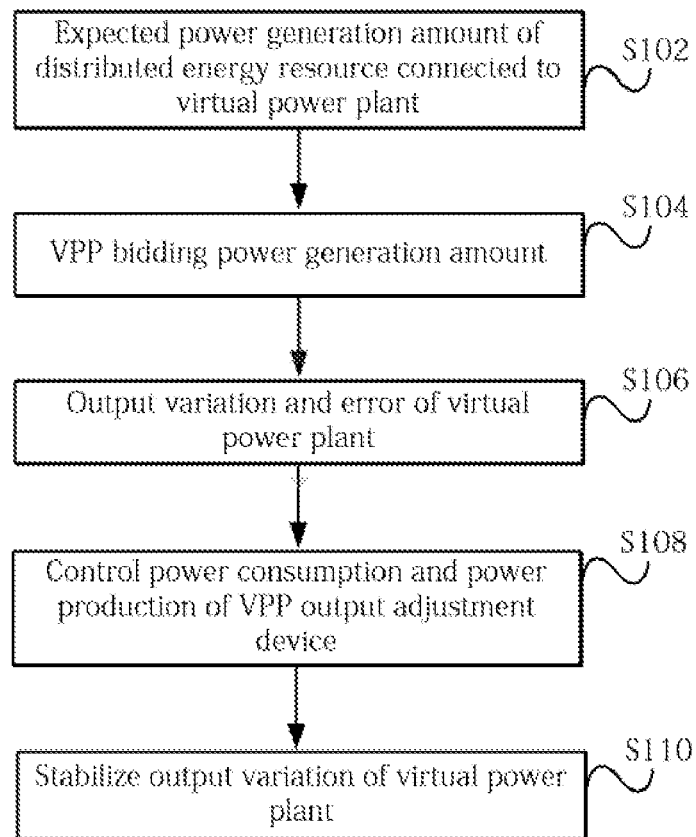 Expected power generation amount of
distributed energy resource connected to
virtual power plant
S102
S104
VPP bidding power generation amount
S106
Output variation and error of virtual
power plant
S108
Control power consumption and power
production of VPP output adjustment
device
S110
Stabilize output variation of virtual power
plant